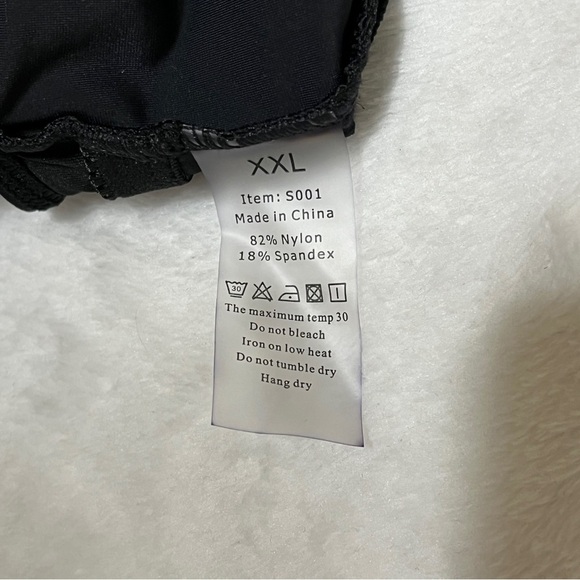 XXL
Item: S001
Made in China
82% Nylon
18% Spandex
30
The maximum temp 30
Do not bleach
Iron on low heat
Do not tumble dry
Hang dry